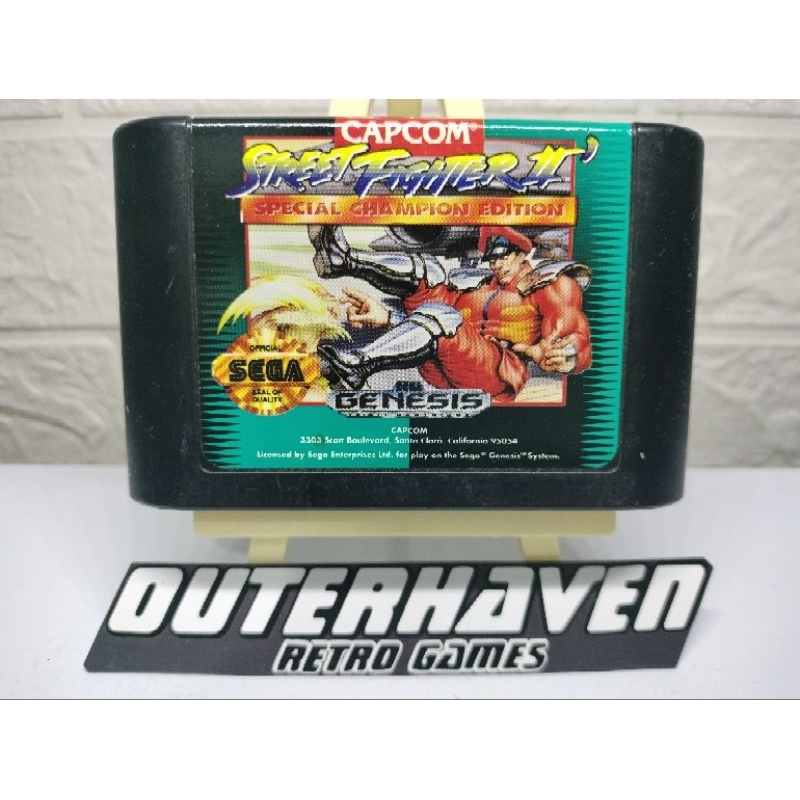 CAPCOM
STREET FIGHTER II'
SPECIAL CHAMPION EDITION
OFFICIAL
SEGA
SEAL OF
QUALITY
SEGA
GENESIS
CAPCOM
3303 Scott Boulevard, Santa Clara, California 95054
Licensed by Sega Enterprises Ltd. for play on the Sega™ Genesis™ System.
OUTERHAVEN
RETRO GAMES